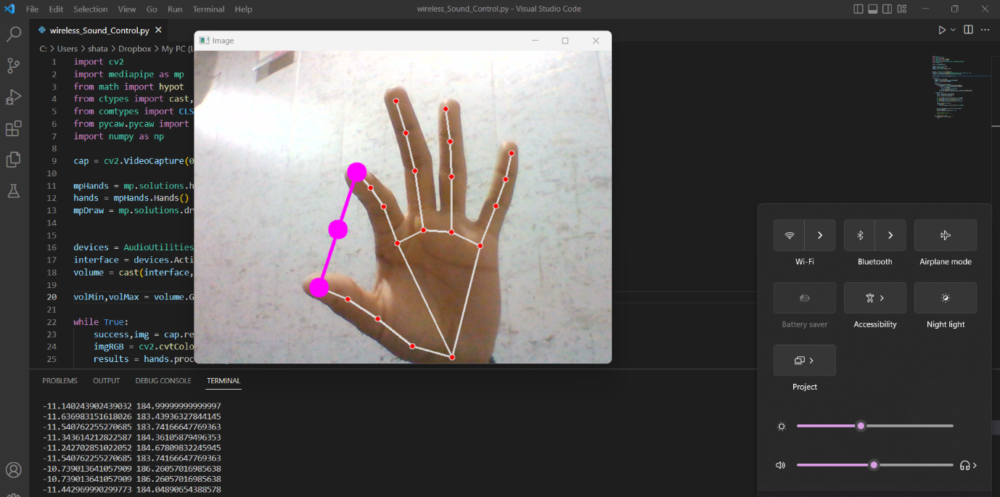 File Edit Selection View Go Run Terminal Help
wireless_Sound_Control.py - Visual Studio Code
wireless_Sound_Control.py
Image
C: > Users > shata > Dropbox > My PC (L
1 import cv2
2 import mediapipe as mp
3 from math import hypot
4 from ctypes import cast,
5 from comtypes import CLS
6 from pycaw.pycaw import
7 import numpy as np
8
9 cap = cv2.VideoCapture(0
10
11 mpHands = mp.solutions.h
12 hands = mpHands.Hands()
13 mpDraw = mp.solutions.dr
14
15
16 devices = AudioUtilities
17 interface = devices.Acti
18 volume = cast(interface,
19
20 volMin,volMax = volume.G
21
22 while True:
23 success,img = cap.re
24 imgRGB = cv2.cvtColo
25 results = hands.proc
PROBLEMS OUTPUT DEBUG CONSOLE TERMINAL
-11.140243902439032 184.99999999999997
-11.636983151618026 183.43936327844145
-11.540762255270685 183.74166647769363
-11.343614212822587 184.36105879496353
-11.242702851022052 184.67809832245945
-11.540762255270685 183.74166647769363
-10.739013641057909 186.26057016985638
-10.739013641057909 186.26057016985638
-11.442969990299773 184.04890654388578
Wi-Fi Bluetooth Airplane mode
Battery saver Accessibility Night light
Project